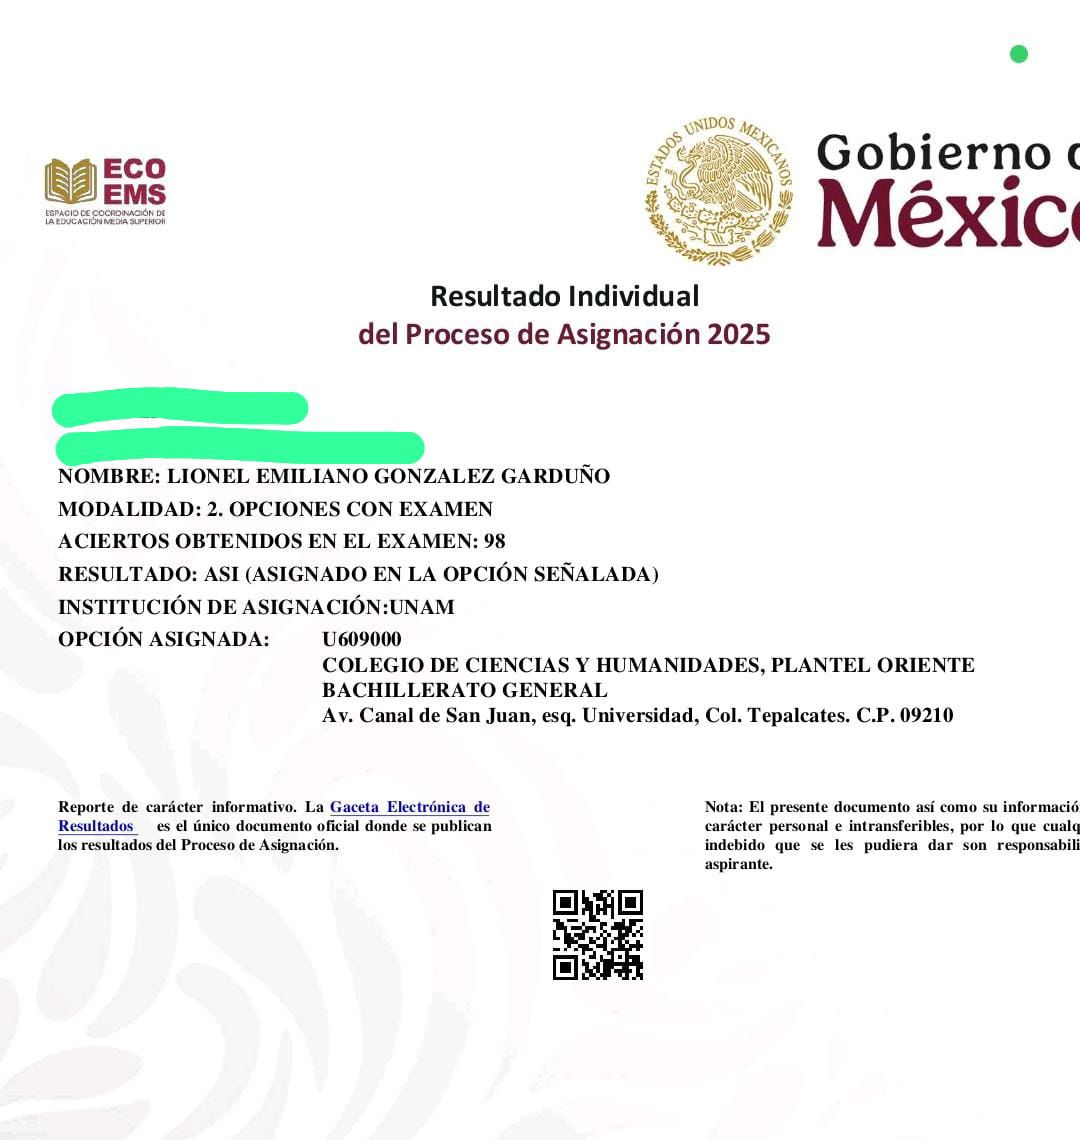 ECO
EMS
ESPACIO DE COORDINACIÓN DE
LA EDUCACIÓN MEDIA SUPERIOR
ESTADOS UNIDOS MEXICANOS
Gobierno
México
Resultado Individual
del Proceso de Asignación 2025
NOMBRE: LIONEL EMILIANO GONZALEZ GARDUÑO
MODALIDAD: 2. OPCIONES CON EXAMEN
ACIERTOS OBTENIDOS EN EL EXAMEN: 98
RESULTADO: ASI (ASIGNADO EN LA OPCIÓN SEÑALADA)
INSTITUCIÓN DE ASIGNACIÓN:UNAM
OPCIÓN ASIGNADA: U609000
COLEGIO DE CIENCIAS Y HUMANIDADES, PLANTEL ORIENTE
BACHILLERATO GENERAL
Av. Canal de San Juan, esq. Universidad, Col. Tepalcates. C.P. 09210
Reporte de carácter informativo. La Gaceta Electrónica de
Resultados es el único documento oficial donde se publican
los resultados del Proceso de Asignación.
Nota: El presente documento así como su informació
carácter personal e intransferibles, por lo que cualq
indebido que se les pudiera dar son responsabili
aspirante.